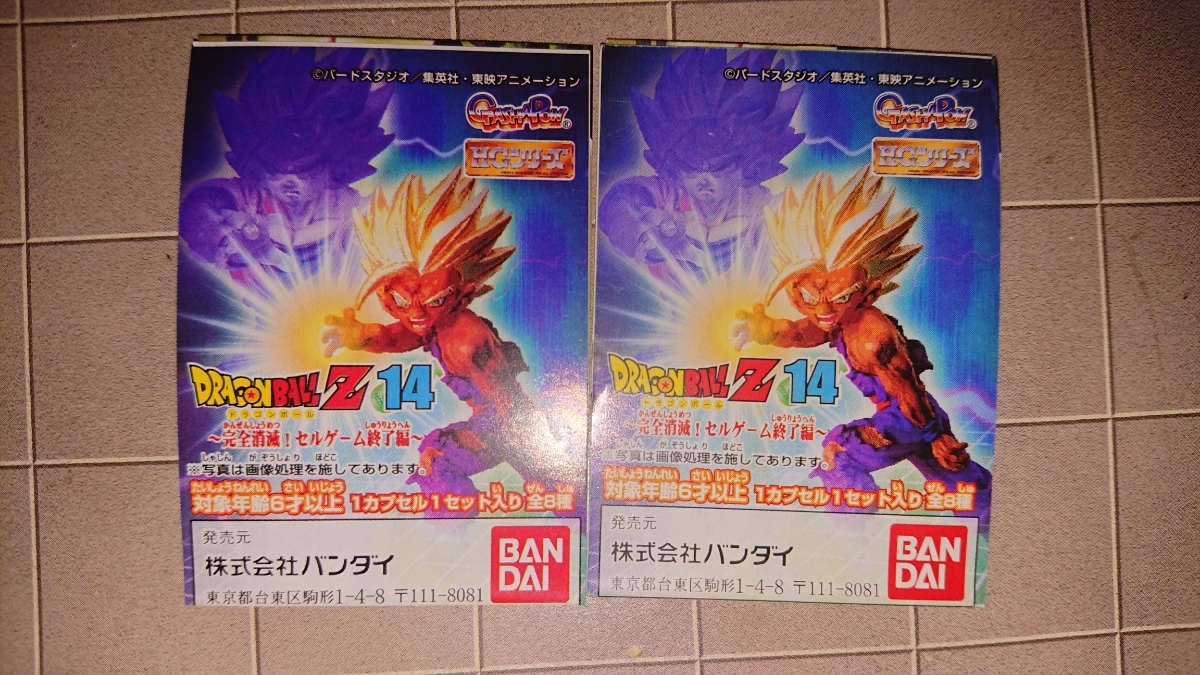 ©バードスタジオ/集英社・東映アニメーション
GASHAPON®
HGシリーズ
DRAGONBALL Z 14
ドラゴンボール
かんぜんしょうめつ しゅうりょうへん
～完全消滅!セルゲーム終了編～
しゃしん がぞうしょり ほどこ
※写真は画像処理を施してあります。
たいしょうねんれい さい いじょう い ぜん しゅ
対象年齢6才以上 1カプセル1セット入り 全8種
発売元
株式会社バンダイ
東京都台東区駒形1-4-8 〒111-8081
BAN
DAI
©バードスタジオ/集英社・東映アニメーション
GASHAPON
HGシリーズ
DRAGONBALL Z 14
ドラゴンボール
かんぜんしょうめつ しゅうりょうへん
～完全消滅!セルゲーム終了編～
しゃしん がぞうしょり ほどこ
※写真は画像処理を施してあります。
たいしょうねんれい さい いじょう い ぜん しゅ
対象年齢6才以上 1カプセル1セット入り 全8種
発売元
株式会社バンダイ
東京都台東区駒形1-4-8 〒111-8081
BAN
DAI